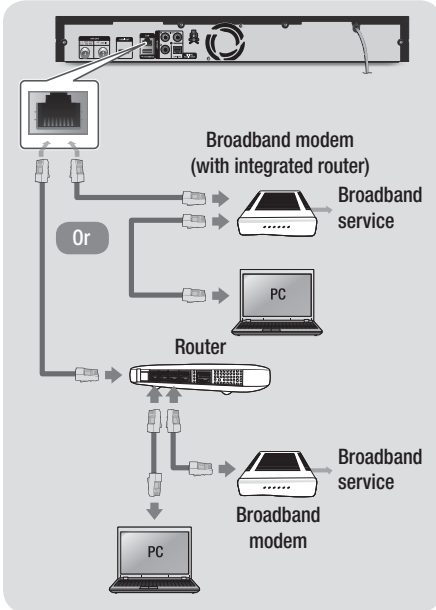 Broadband modem
(with integrated router)
Broadband
service
Or
PC
Router
Broadband
service
Broadband
modem
PC